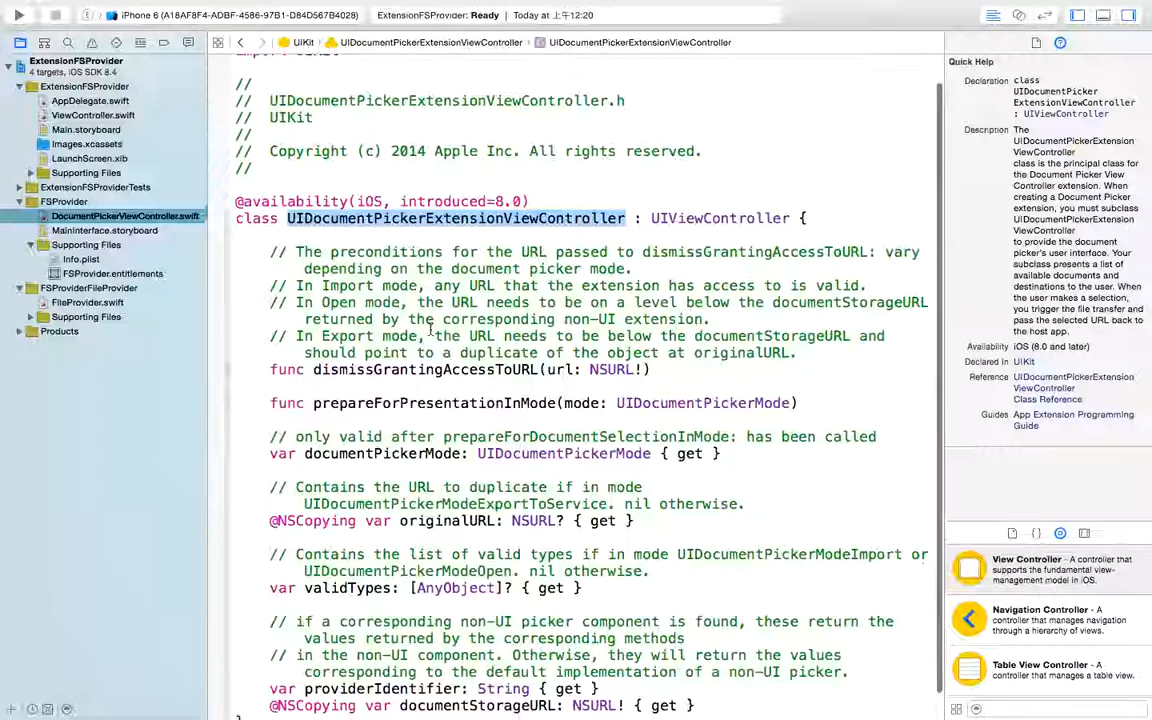 iPhone 6 (A18AF8F4-ADBF-4586-97B1-D84D567B4028)
ExtensionFSProvider: Ready | Today at 上午12:20
UIKit
UIDocumentPickerExtensionViewController
UIDocumentPickerExtensionViewController
ExtensionFSProvider
4 targets, iOS SDK 8.4
ExtensionFSProvider
AppDelegate.swift
ViewController.swift
Main.storyboard
Images.xcassets
LaunchScreen.xib
Supporting Files
ExtensionFSProviderTests
FSProvider
DocumentPickerViewController.swift
MainInterface.storyboard
Supporting Files
Info.plist
FSProvider.entitlements
FSProviderFileProvider
FileProvider.swift
Supporting Files
Products
//
// UIDocumentPickerExtensionViewController.h
// UIKit
//
// Copyright (c) 2014 Apple Inc. All rights reserved.
//
@availability(iOS, introduced=8.0)
class UIDocumentPickerExtensionViewController : UIViewController {
// The preconditions for the URL passed to dismissGrantingAccessToURL: vary
depending on the document picker mode.
// In Import mode, any URL that the extension has access to is valid.
// In Open mode, the URL needs to be on a level below the documentStorageURL
returned by the corresponding non-UI extension.
// In Export mode, the URL needs to be below the documentStorageURL and
should point to a duplicate of the object at originalURL.
func dismissGrantingAccessToURL(url: NSURL!)
func prepareForPresentationInMode(mode: UIDocumentPickerMode)
// only valid after prepareForDocumentSelectionInMode: has been called
var documentPickerMode: UIDocumentPickerMode { get }
// Contains the URL to duplicate if in mode
UIDocumentPickerModeExportToService. nil otherwise.
@NSCopying var originalURL: NSURL? { get }
// Contains the list of valid types if in mode UIDocumentPickerModeImport or
UIDocumentPickerModeOpen. nil otherwise.
var validTypes: [AnyObject]? { get }
// if a corresponding non-UI picker component is found, these return the
values returned by the corresponding methods
// in the non-UI component. Otherwise, they will return the values
corresponding to the default implementation of a non-UI picker.
var providerIdentifier: String { get }
@NSCopying var documentStorageURL: NSURL! { get }
Quick Help
Declaration class
UIDocumentPicker
ExtensionViewController
: UIViewController
Description The
UIDocumentPickerExtension
ViewController
class is the principal class for
the Document Picker View
Controller extension. When
creating a Document Picker
extension, you must subclass
UIDocumentPickerExtension
ViewController
to provide the document
picker's user interface. Your
subclass presents a list of
available documents and
destinations to the user. When
the user makes a selection,
you trigger the file transfer and
pass the selected URL back to
the host app.
Availability iOS (8.0 and later)
Declared In UIKit
Reference UIDocumentPickerExtension
ViewController
Class Reference
Guides App Extension Programming
Guide
View Controller - A controller that
supports the fundamental view-
management model in iOS.
Navigation Controller - A
controller that manages navigation
through a hierarchy of views.
Table View Controller - A
controller that manages a table view.